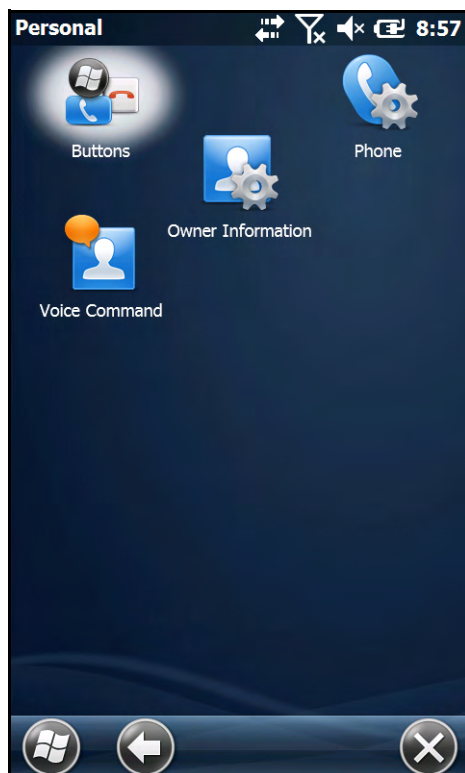 Personal
8:57
Buttons
Phone
Owner Information
Voice Command